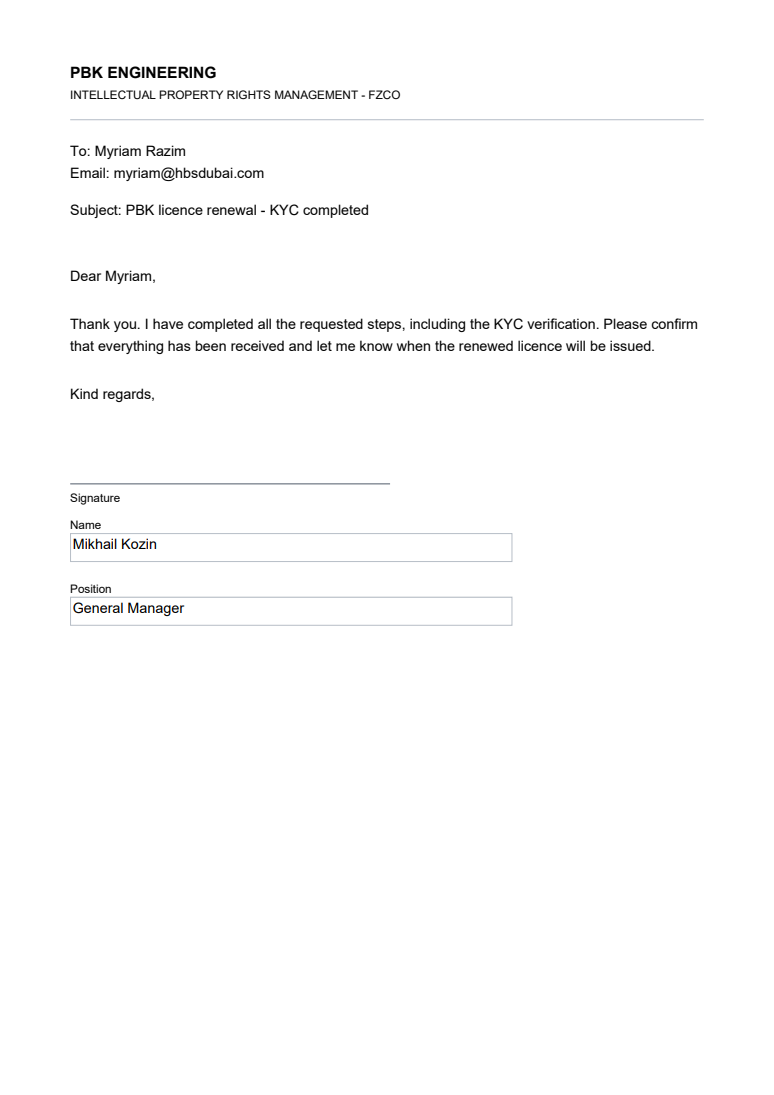 PBK ENGINEERING
INTELLECTUAL PROPERTY RIGHTS MANAGEMENT - FZCO
To: Myriam Razim
Email: myriam@hbsdubai.com
Subject: PBK licence renewal - KYC completed
Dear Myriam,
Thank you. I have completed all the requested steps, including the KYC verification. Please confirm
that everything has been received and let me know when the renewed licence will be issued.
Kind regards,
Signature
Name
Mikhail Kozin
Position
General Manager